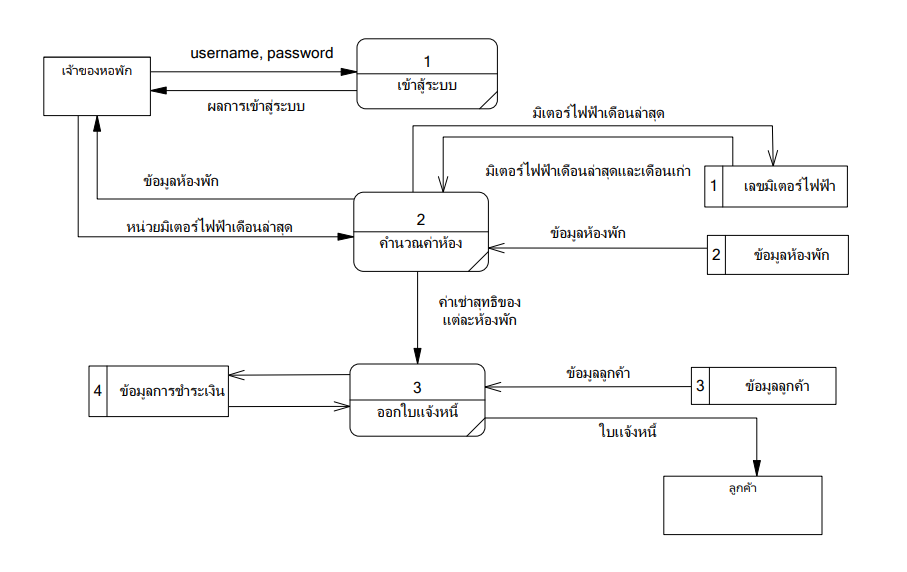 username, password
1
เจ้าของหอพัก
เข้าสู่ระบบ
ผลการเข้าสู่ระบบ
มิเตอร์ไฟฟ้าเดือนล่าสุด
มิเตอร์ไฟฟ้าเดือนล่าสุดและเดือนเก่า
ข้อมูลห้องพัก
1
เลขมิเตอร์ไฟฟ้า
2
หน่วยมิเตอร์ไฟฟ้าเดือนล่าสุด
คำนวณค่าห้อง
ข้อมูลห้องพัก
2
ข้อมูลห้องพัก
ค่าเช่าสุทธิของ
แต่ละห้องพัก
4
ข้อมูลการชำระเงิน
3
ออกใบแจ้งหนี้
ข้อมูลลูกค้า
3
ข้อมูลลูกค้า
ใบแจ้งหนี้
ลูกค้า